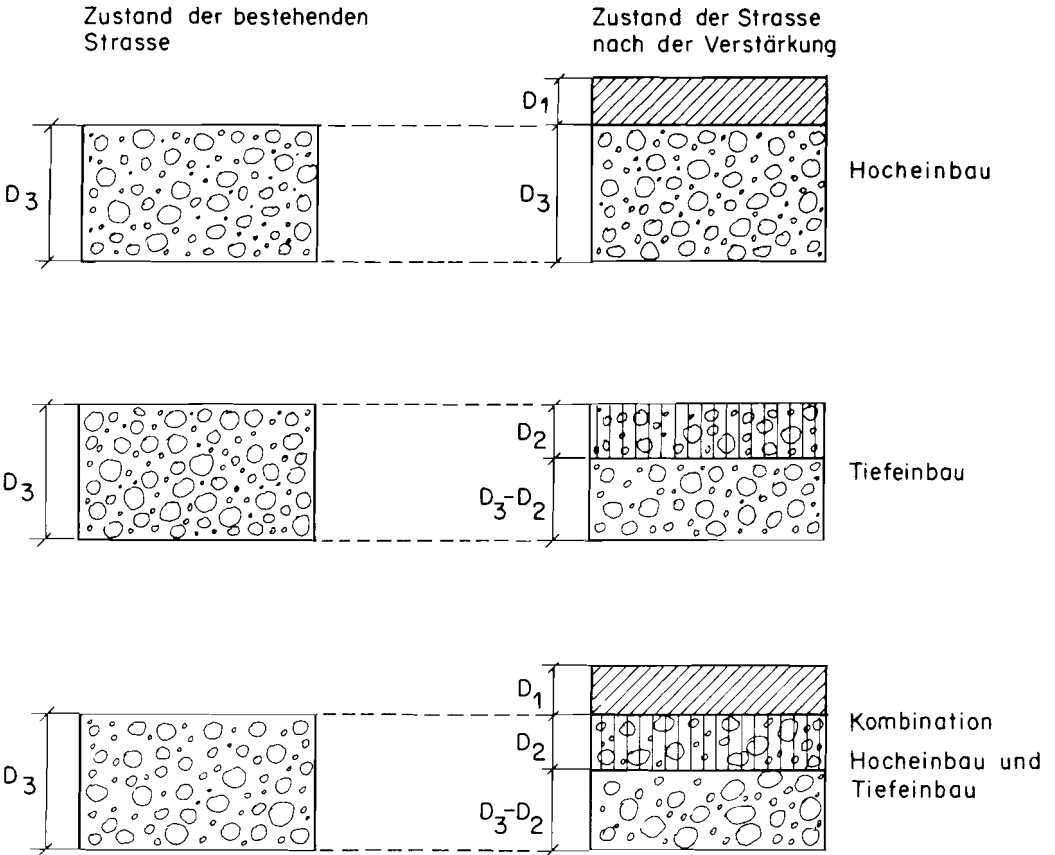 Zustand der bestehenden
Strasse
Zustand der Strasse
nach der Verstärkung
D3
D1
D3
Hocheinbau
D3
D2
D3-D2
Tiefeinbau
D3
D1
D2
D3-D2
Kombination
Hocheinbau und
Tiefeinbau